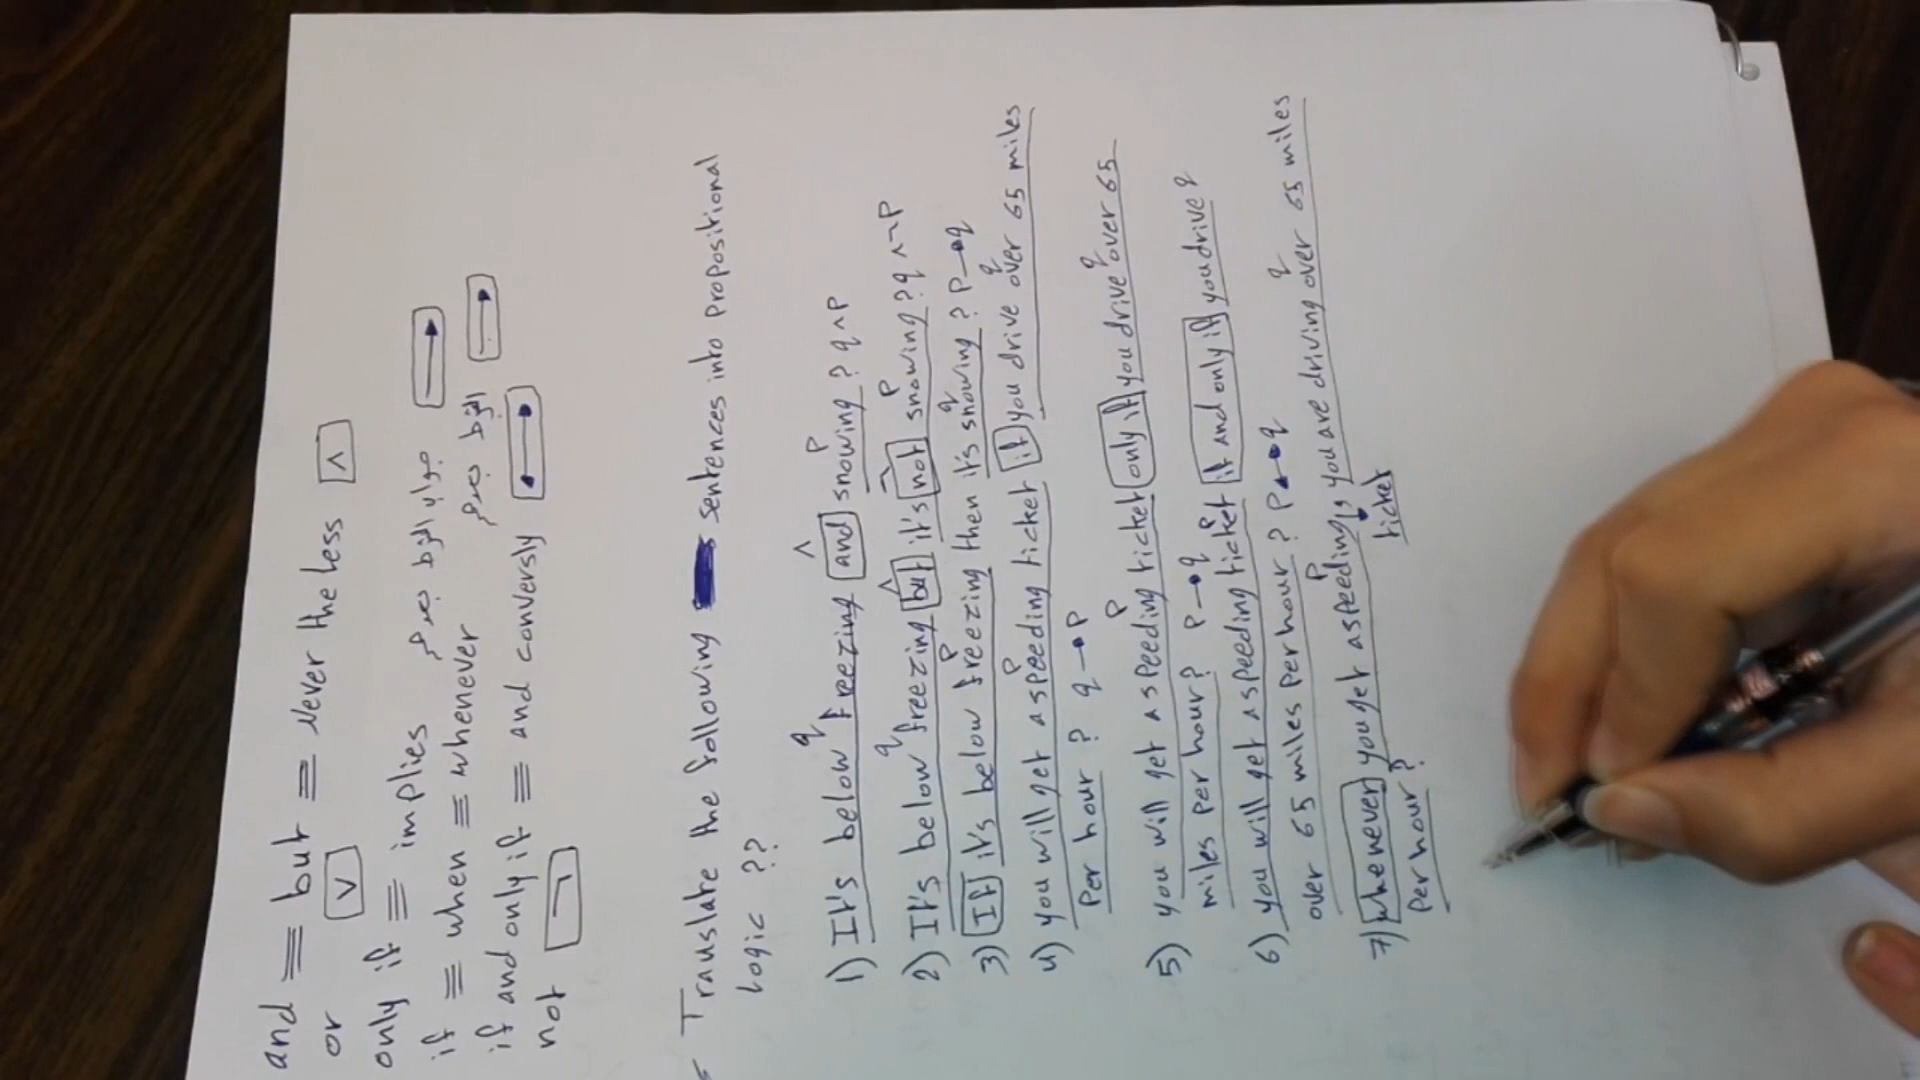 and ≡ but ≡ never the less ∧
or ∨
only if ≡ implies جواب الشرط →
if ≡ when ≡ whenever الشرط →
if and only if ≡ and conversly ↔
not ¬
Translate the following sentences into propositional
Logic ??
1) It's below freezing and snowing? q ∧ P
2) It's below freezing but it's not snowing? q ∧ ¬P
3) If it's below freezing then it's snowing? P → q
4) you will get a speeding ticket if you drive over 65 miles
Per hour? q → P
5) you will get a speeding ticket only if you drive over 65
miles per hour? P → q
6) you will get a speeding ticket if and only if you drive
over 65 miles per hour? P ↔ q
7) whenever you get a speeding ticket, you are driving over 65 miles
per hour?